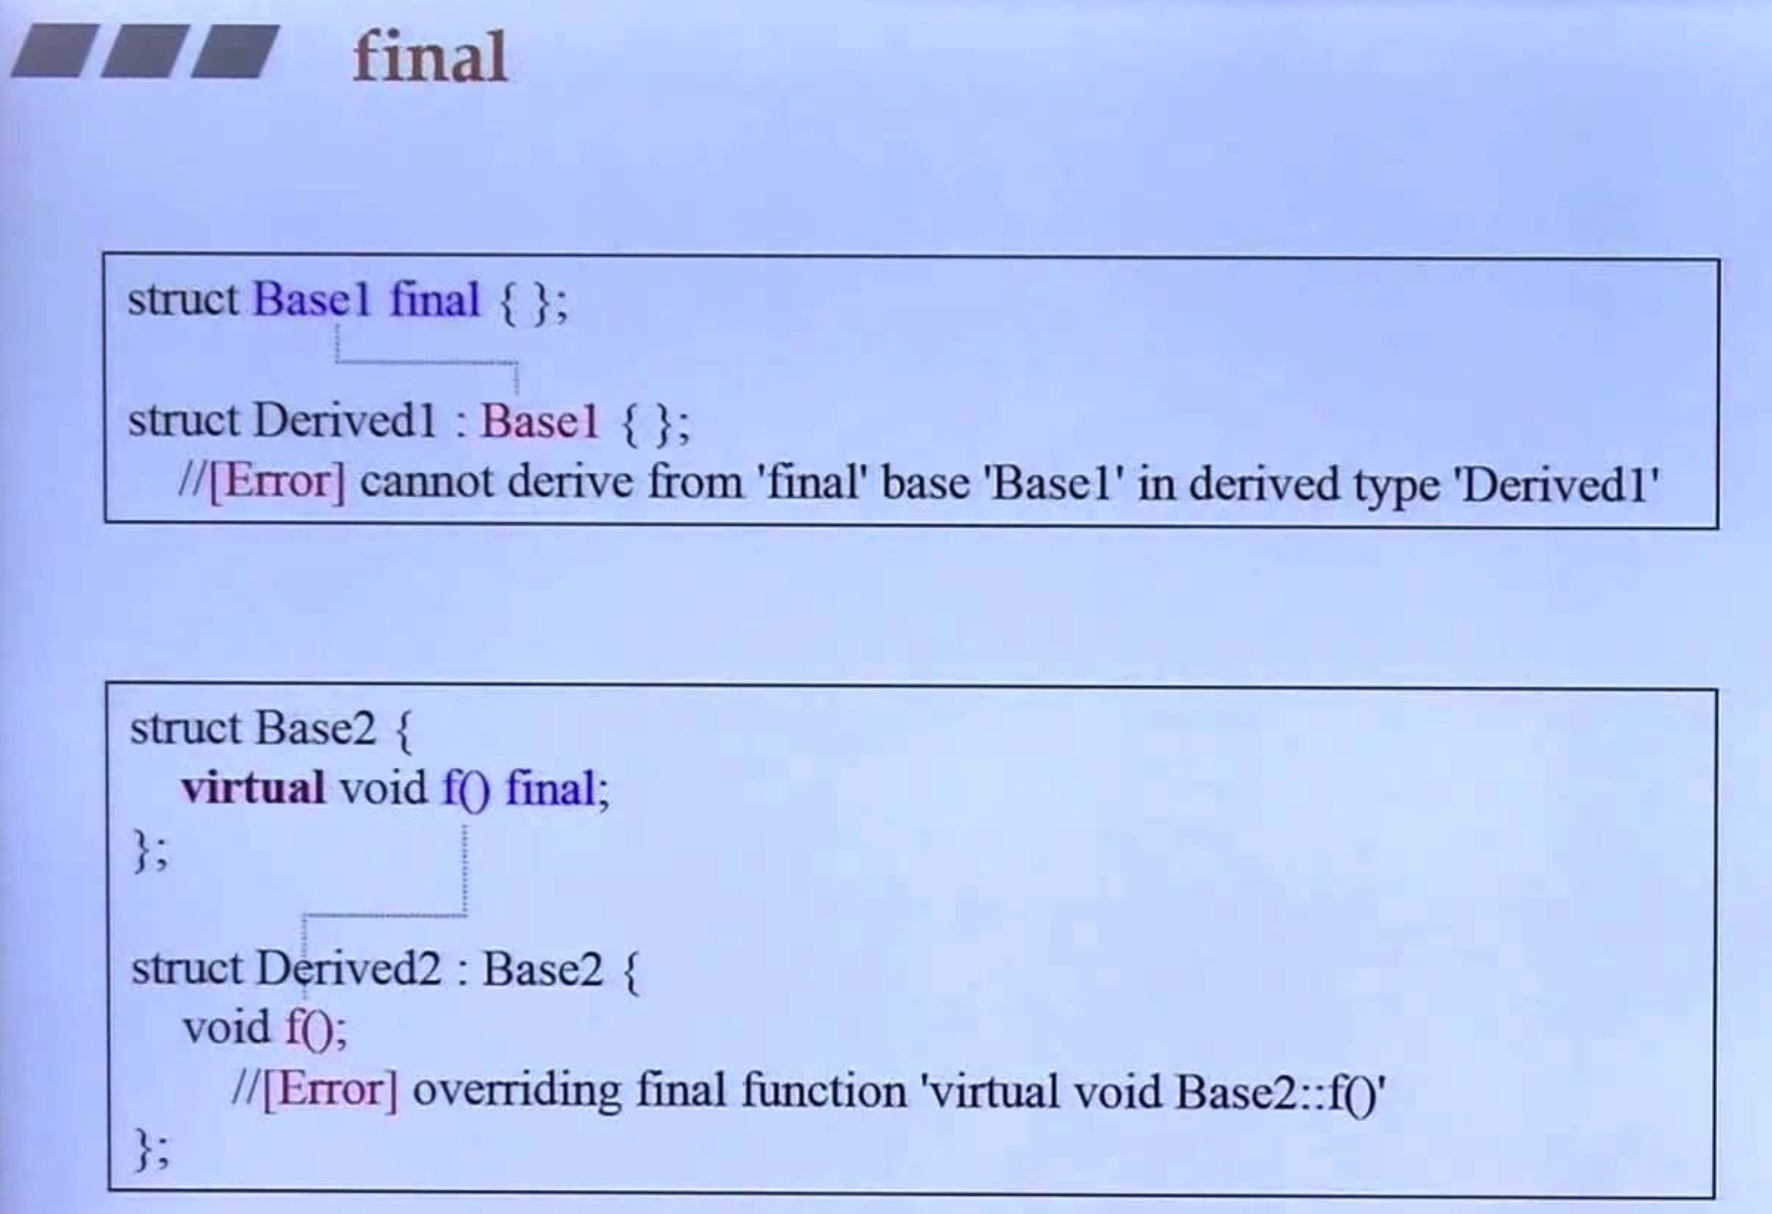 final
struct Base1 final { };
struct Derived1 : Base1 { };
//[Error] cannot derive from 'final' base 'Base1' in derived type 'Derived1'
struct Base2 {
virtual void f() final;
};
struct Derived2 : Base2 {
void f();
//[Error] overriding final function 'virtual void Base2::f()'
};